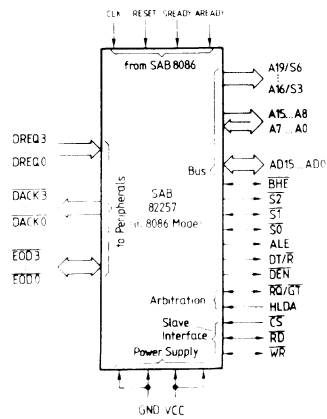 CLK RESET SREADY AREADY
from SAB 8086
A19/S6
A16/S3
A15...A8
A7...A0
DREQ3
DREQ0
Bus
AD15...AD0
DACK3
DACK0
to Peripherals
SAB
82257
in 8086 Mode
BHE
S2
S1
S0
ALE
EOD3
EOD0
DT/R
DEN
Arbitration
RQ/GT
HLDA
Slave
Interface
CS
RD
WR
Power Supply
GND VCC